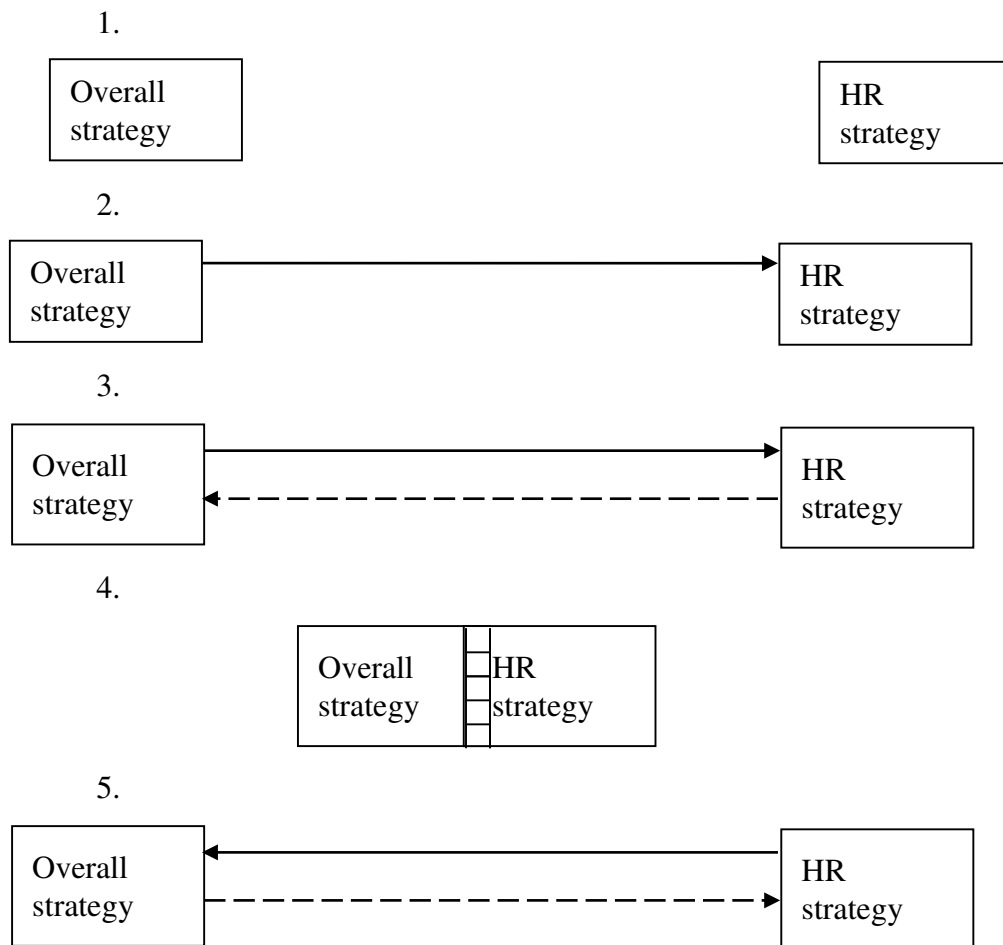 1.
Overall
strategy
HR
strategy
2.
Overall
strategy
HR
strategy
3.
Overall
strategy
HR
strategy
4.
Overall
strategy
HR
strategy
5.
Overall
strategy
HR
strategy